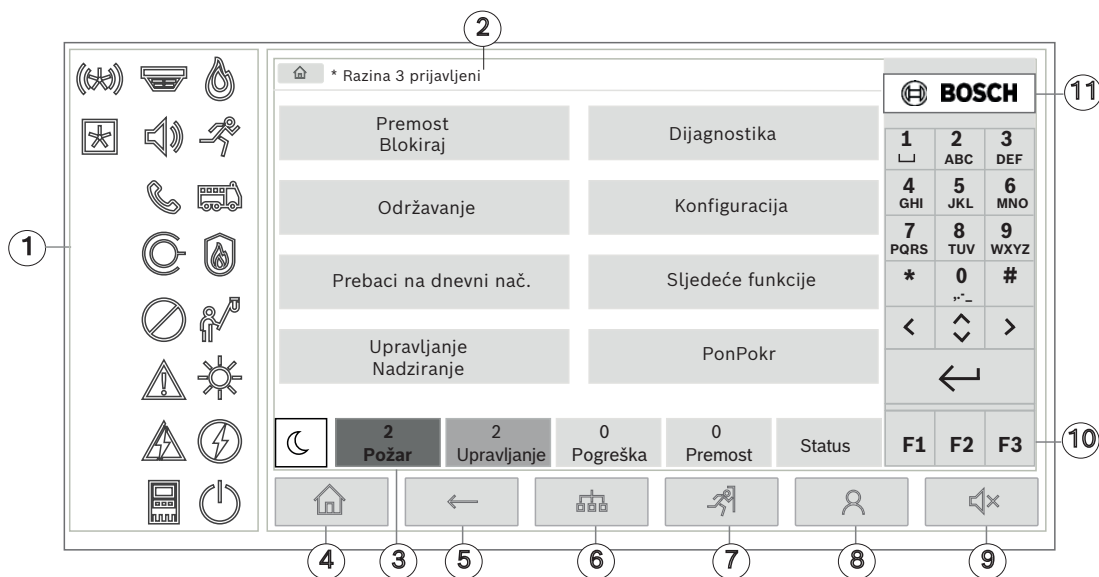 2
* Razina 3 prijavljeni
BOSCH
11
Premost
Blokiraj
Dijagnostika
1
2
ABC
3
DEF
Održavanje
Konfiguracija
4
GHI
5
JKL
6
MNO
1
7
PQRS
8
TUV
9
WXYZ
Prebaci na dnevni nač.
Sljedeće funkcije
*
0
,.-_
#
<
>
Upravljanje
Nadziranje
PonPokr
2
Požar
2
Upravljanje
0
Pogreška
0
Premost
Status
F1
F2
F3
10
4
3
5
6
7
8
9